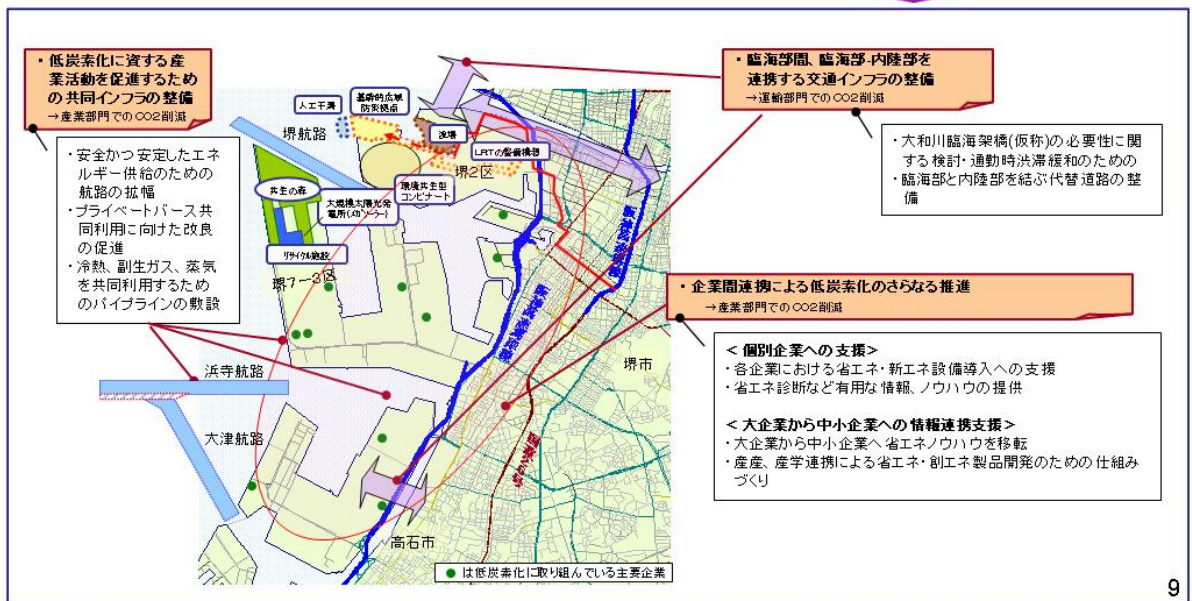 ・低炭素化に資する産
業活動を促進するため
の共同インフラの整備
→産業部門でのCO2削減
・安全かつ安定したエネ
ルギー供給のための
航路の拡幅
・プライベートバース共
同利用に向けた改良
の促進
・冷熱、副生ガス、蒸気
を共同利用するため
のパイプラインの敷設
・臨海部間、臨海部-内陸部を
連携する交通インフラの整備
→運輸部門でのCO2削減
・大和川臨海架橋(仮称)の必要性に関
する検討・通勤時渋滞緩和のための
・臨海部と内陸部を結ぶ代替道路の整
備
・企業間連携による低炭素化のさらなる推進
→産業部門でのCO2削減
< 個別企業への支援>
・各企業における省エネ・新エネ設備導入への支援
・省エネ診断など有用な情報、ノウハウの提供
< 大企業から中小企業への情報連携支援>
・大企業から中小企業へ省エネノウハウを移転
・産産、産学連携による省エネ・創エネ製品開発のための仕組み
づくり
人工干潟
基幹的広域
防災拠点
堺航路
漁場
LRTの整備構想
堺2区
環境共生型
コンビナート
共生の森
大規模太陽光発
電所(メガソーラー)
リサイクル施設
堺7-3区
浜寺航路
大津航路
堺市
高石市
●は低炭素化に取り組んでいる主要企業
9